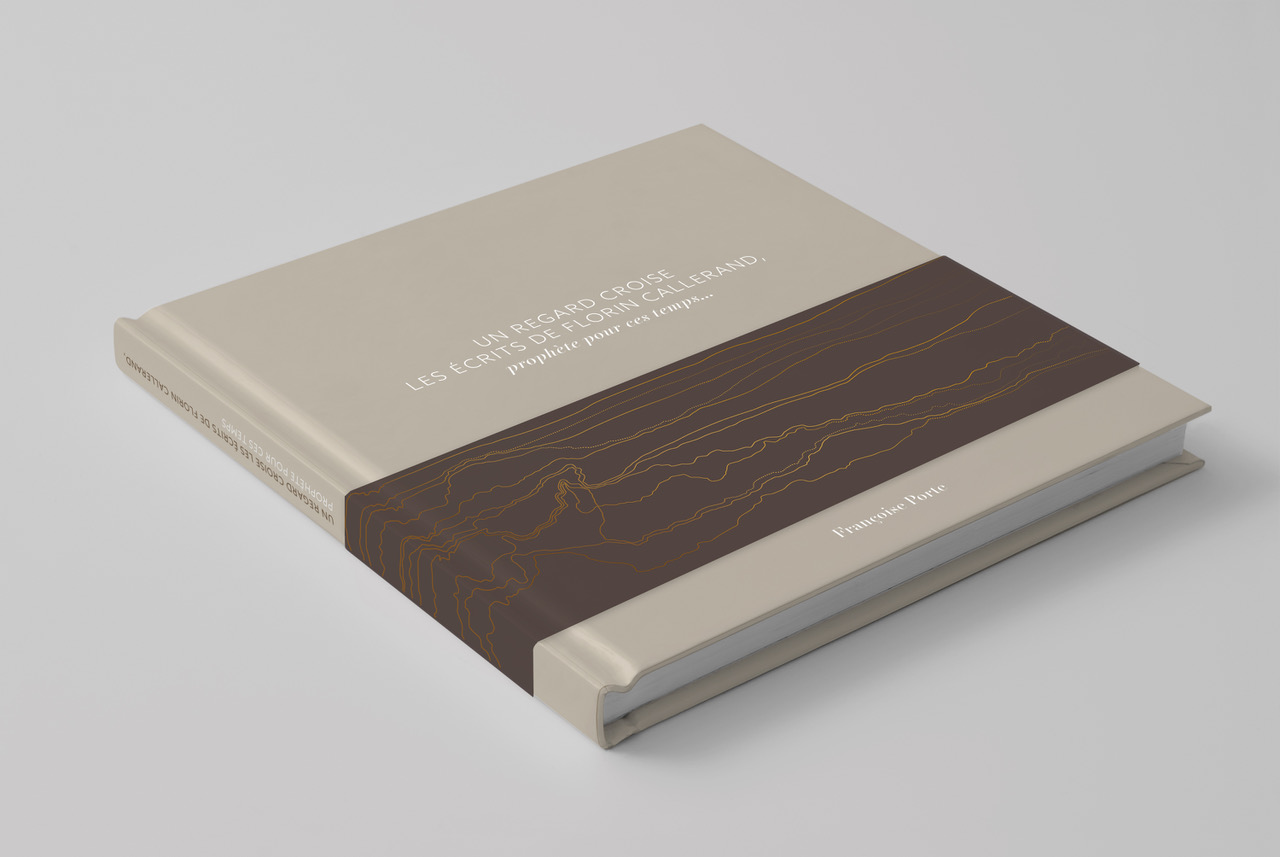 UN REGARD CROISE
LES ÉCRITS DE FLORIN CALLERAND,
prophète pour ces temps...
Françoise Porte
UN REGARD CROISE LES ÉCRITS DE FLORIN CALLERAND,
PROPHÈTE POUR CES TEMPS